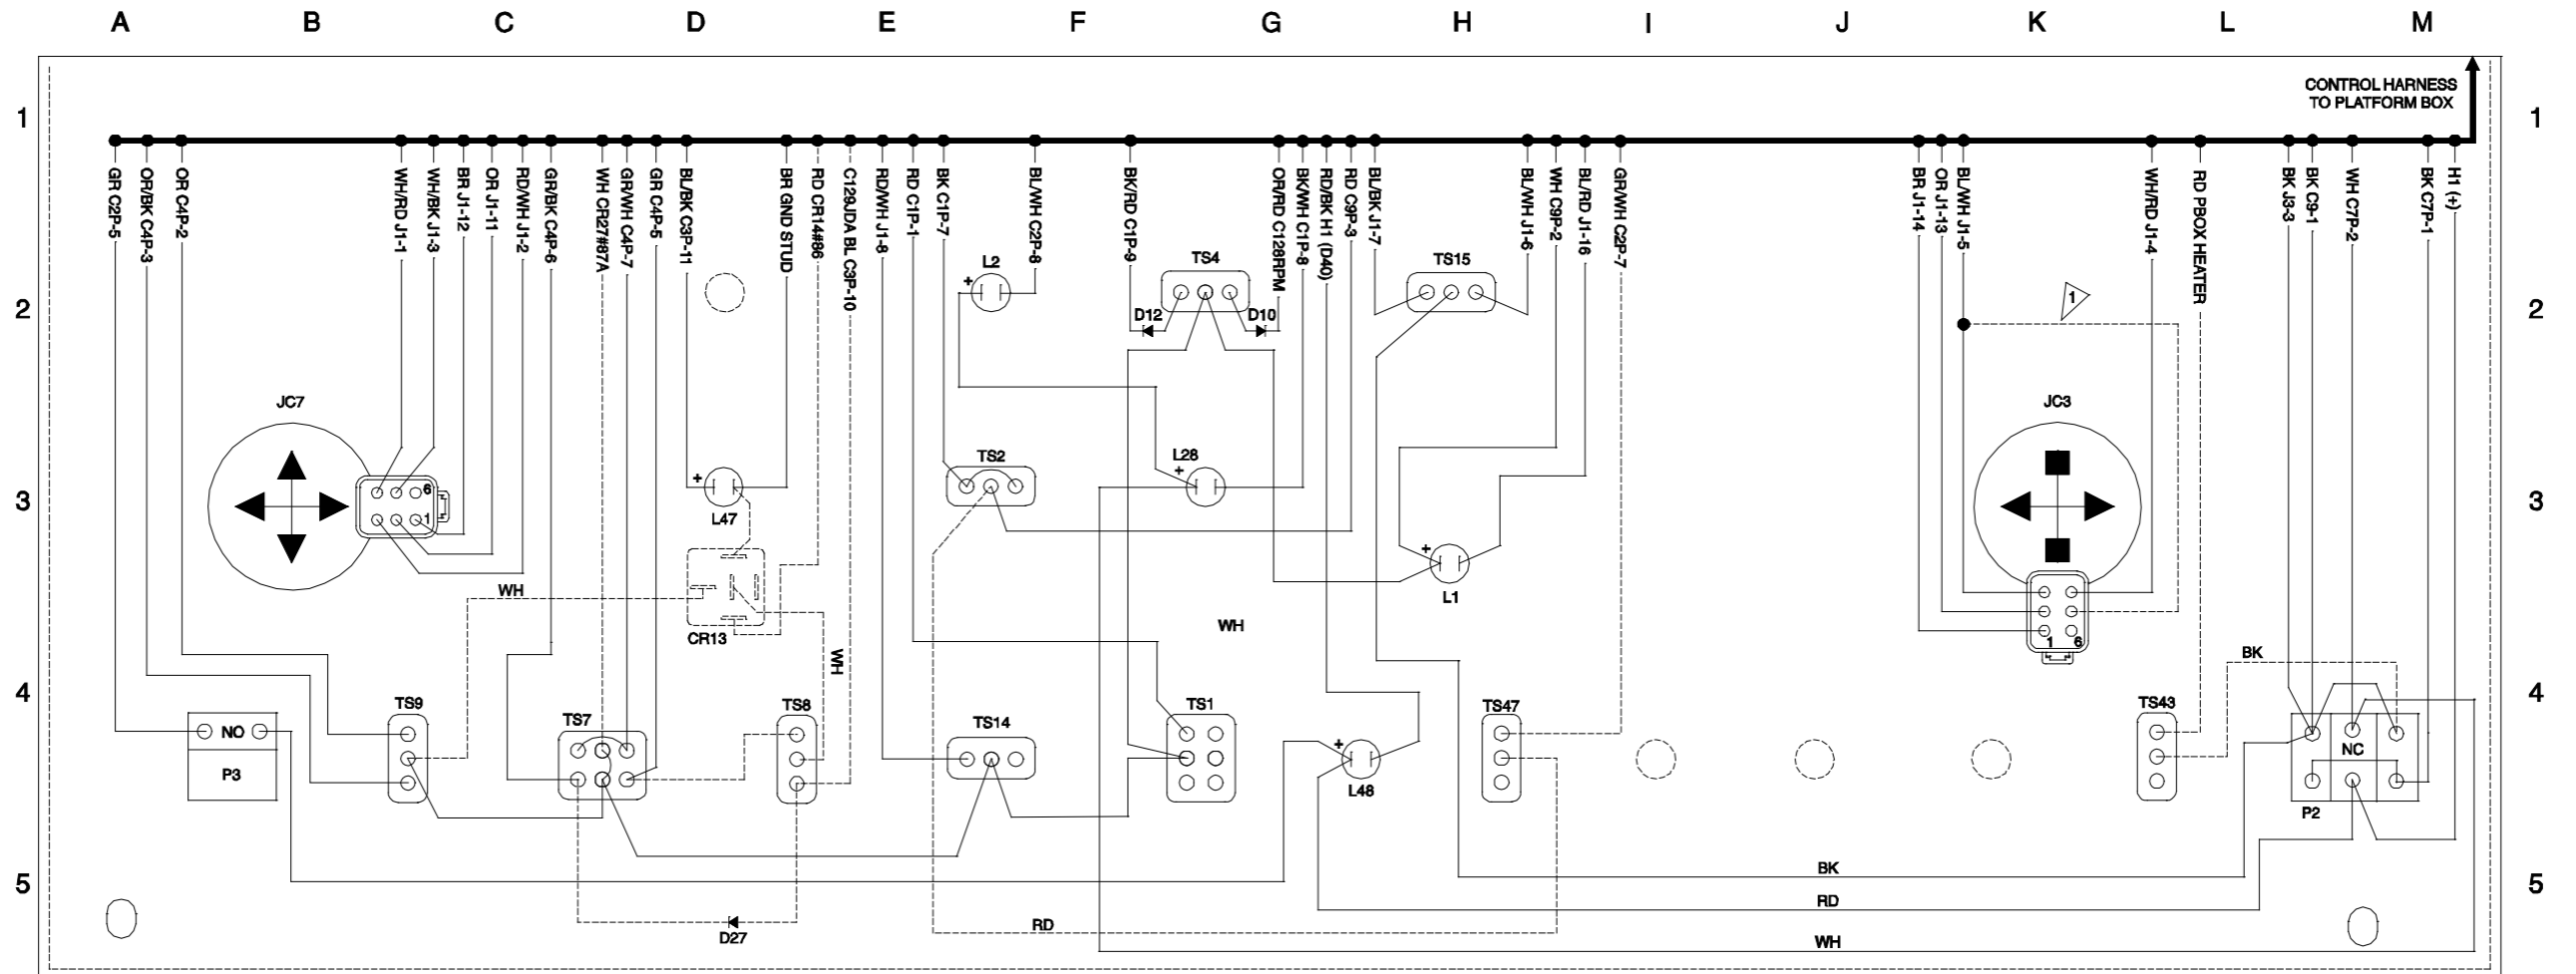 A B C D E F G H I J K L M
CONTROL HARNESS
TO PLATFORM BOX
1 1
GR C2P-5
OR/BK C4P-3
OR C4P-2
WH/RD J1-1
WH/BK J1-3
BR J1-12
OR J1-11
RD/WH J1-2
GR/BK C4P-6
WH CR27#87A
GR/WH C4P-7
GR C4P-5
BL/BK C3P-11
BR GND STUD
RD CR14#86
C129JDA BL C3P-10
RD/WH J1-8
RD C1P-1
BK C1P-7
BL/WH C2P-8
BK/RD C1P-9
OR/RD C128RPM
BK/WH C1P-8
RD/BK H1 (D40)
RD C9P-3
BL/BK J1-7
BL/WH J1-6
WH C9P-2
BL/RD J1-16
GR/WH C2P-7
BR J1-14
OR J1-13
BL/WH J1-5
WH/RD J1-4
RD PBOX HEATER
BK J3-3
BK C9-1
WH C7P-2
BK C7P-1
H1 (+)
L2
+
TS4
TS15
2 2
D12
D10
1
JC7
JC3
TS2
L28
+
3 3
6
1
+
L47
+
L1
WH
CR13
WH
WH
1 6
BK
4 4
TS9
TS7
TS8
TS14
TS1
TS47
TS43
NO
P3
+
L48
NC
P2
5 5
BK
RD
D27
RD
WH